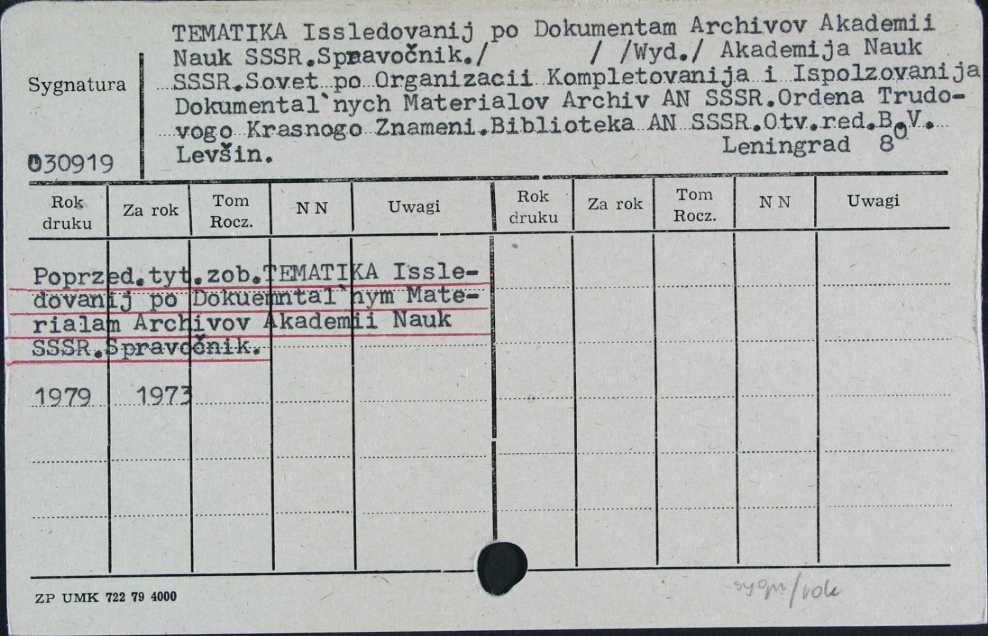 TEMATIKA Issledovanij po Dokumentam Archivov Akademii
Nauk SSSR.Spravočnik./ / /Wyd./ Akademija Nauk
SSSR.Sovet po Organizacii Kompletovanija i Ispolzovanija
Dokumental`nych Materialov Archiv AN SSSR.Ordena Trudo-
vogo Krasnogo Znameni.Biblioteka AN SSSR.Otv.red.B.V.
Levšin. Leningrad 8°
Sygnatura
030919
Rok druku Za rok Tom Rocz. N N Uwagi Rok druku Za rok Tom Rocz. N N Uwagi
Poprzed.tyt.zob.TEMATIKA Issle-
dovanij po Dokuemntal`nym Mate-
rialam Archivov Akademii Nauk
SSSR.Spravočnik.
1979 1973
ZP UMK 722 79 4000
sygn/rok